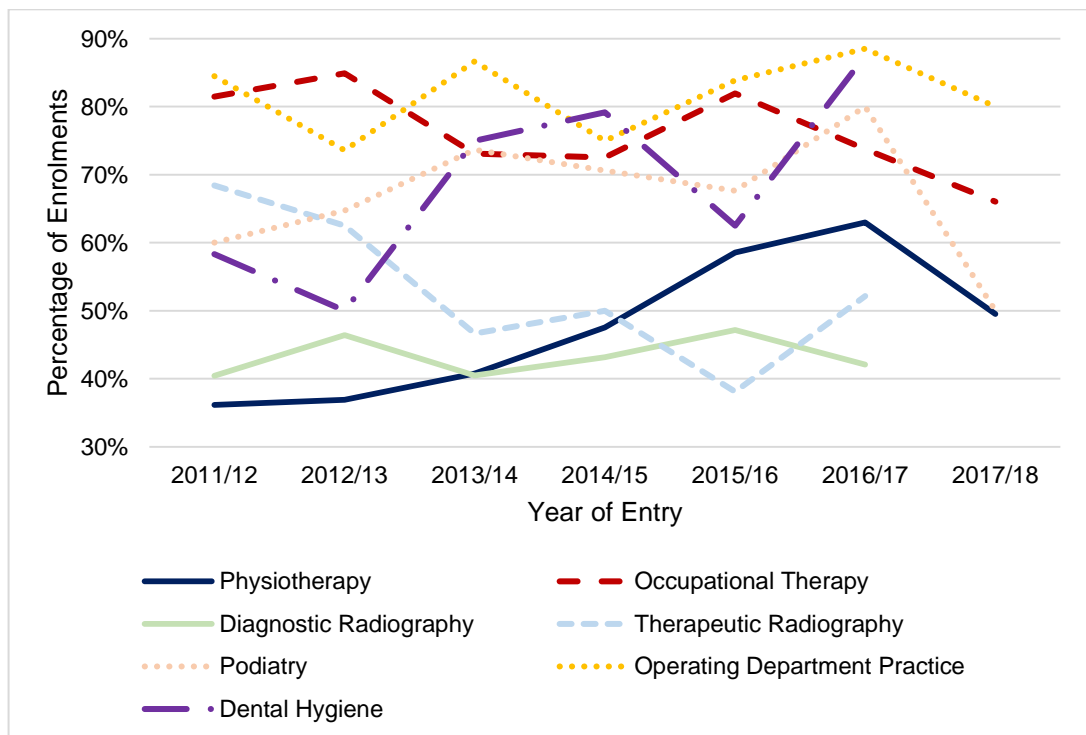 90%
80%
70%
60%
50%
40%
30%
Percentage of Enrolments
2011/12 2012/13 2013/14 2014/15 2015/16 2016/17 2017/18
Year of Entry
Physiotherapy Occupational Therapy
Diagnostic Radiography Therapeutic Radiography
Podiatry Operating Department Practice
Dental Hygiene